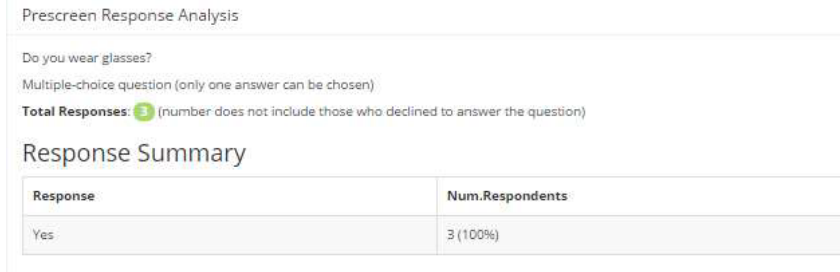 Prescreen Response Analysis
Do you wear glasses?
Multiple-choice question (only one answer can be chosen)
Total Responses: 3 (number does not include those who declined to answer the question)
Response Summary
Response Num.Respondents
Yes 3 (100%)